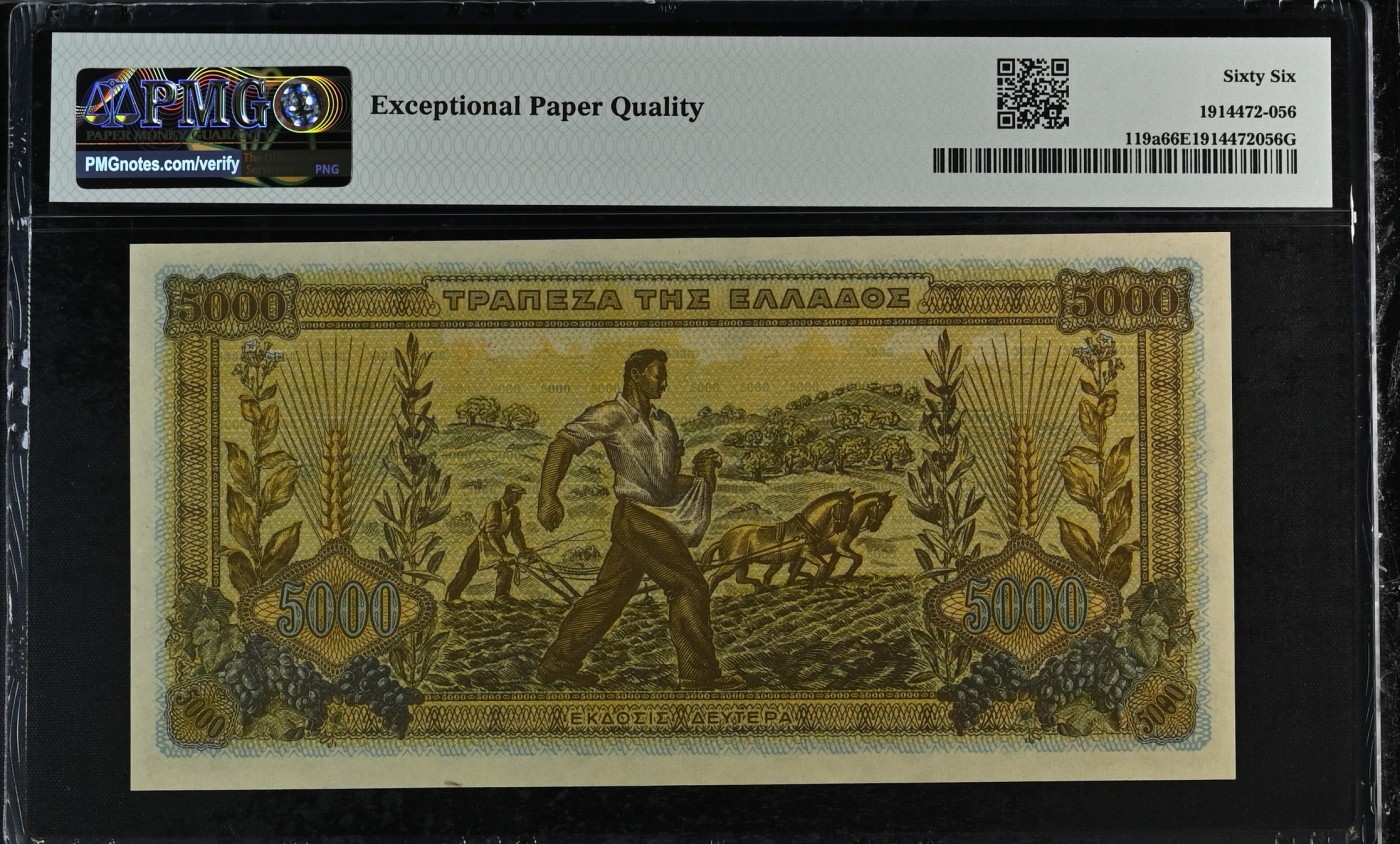 PMG
PAPER MONEY GUARANTY
PMGnotes.com/verify
PNG
Exceptional Paper Quality
Sixty Six
1914472-056
119a66E1914472056G
5000
ΤΡΑΠΕΖΑ ΤΗΣ ΕΛΛΑΔΟΣ
5000
5000
5000
5000
ΕΚΔΟΣΙΣ ΔΕΥΤΕΡΑ
5000